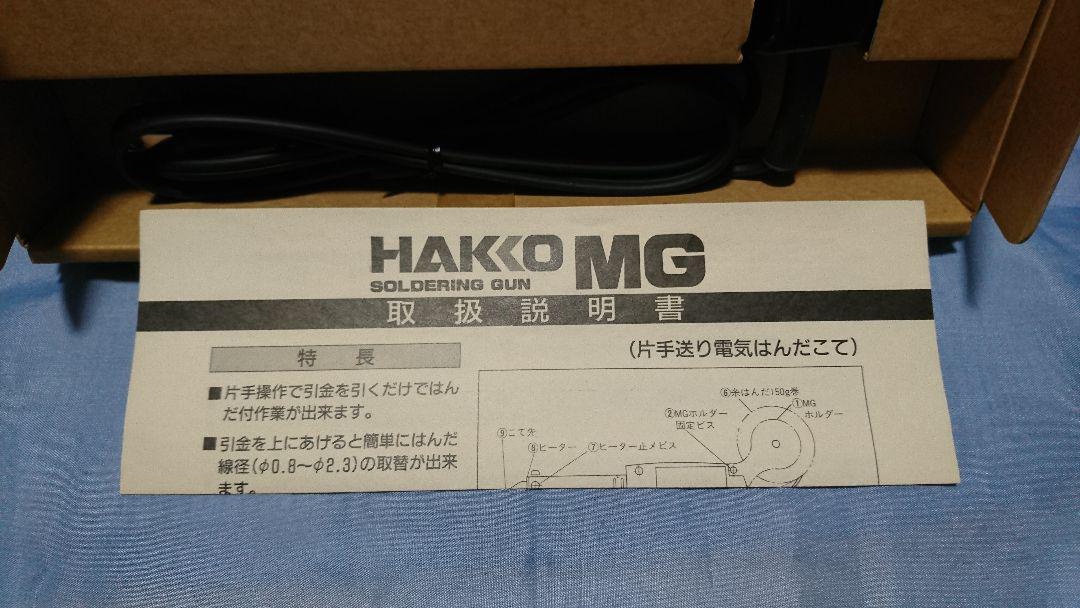 HAKKO MG
SOLDERING GUN
取扱説明書
特長
(片手送り電気はんだこて)
■片手操作で引金を引くだけではん
だ付作業が出来ます。
■引金を上にあげると簡単にはんだ
線径(φ0.8~φ2.3)の取替が出来
ます。
⑥糸はんだ150g巻
①MG
ホルダー
②MGホルダー
固定ビス
⑨こて先
⑧ヒーター
⑦ヒーター止メビス